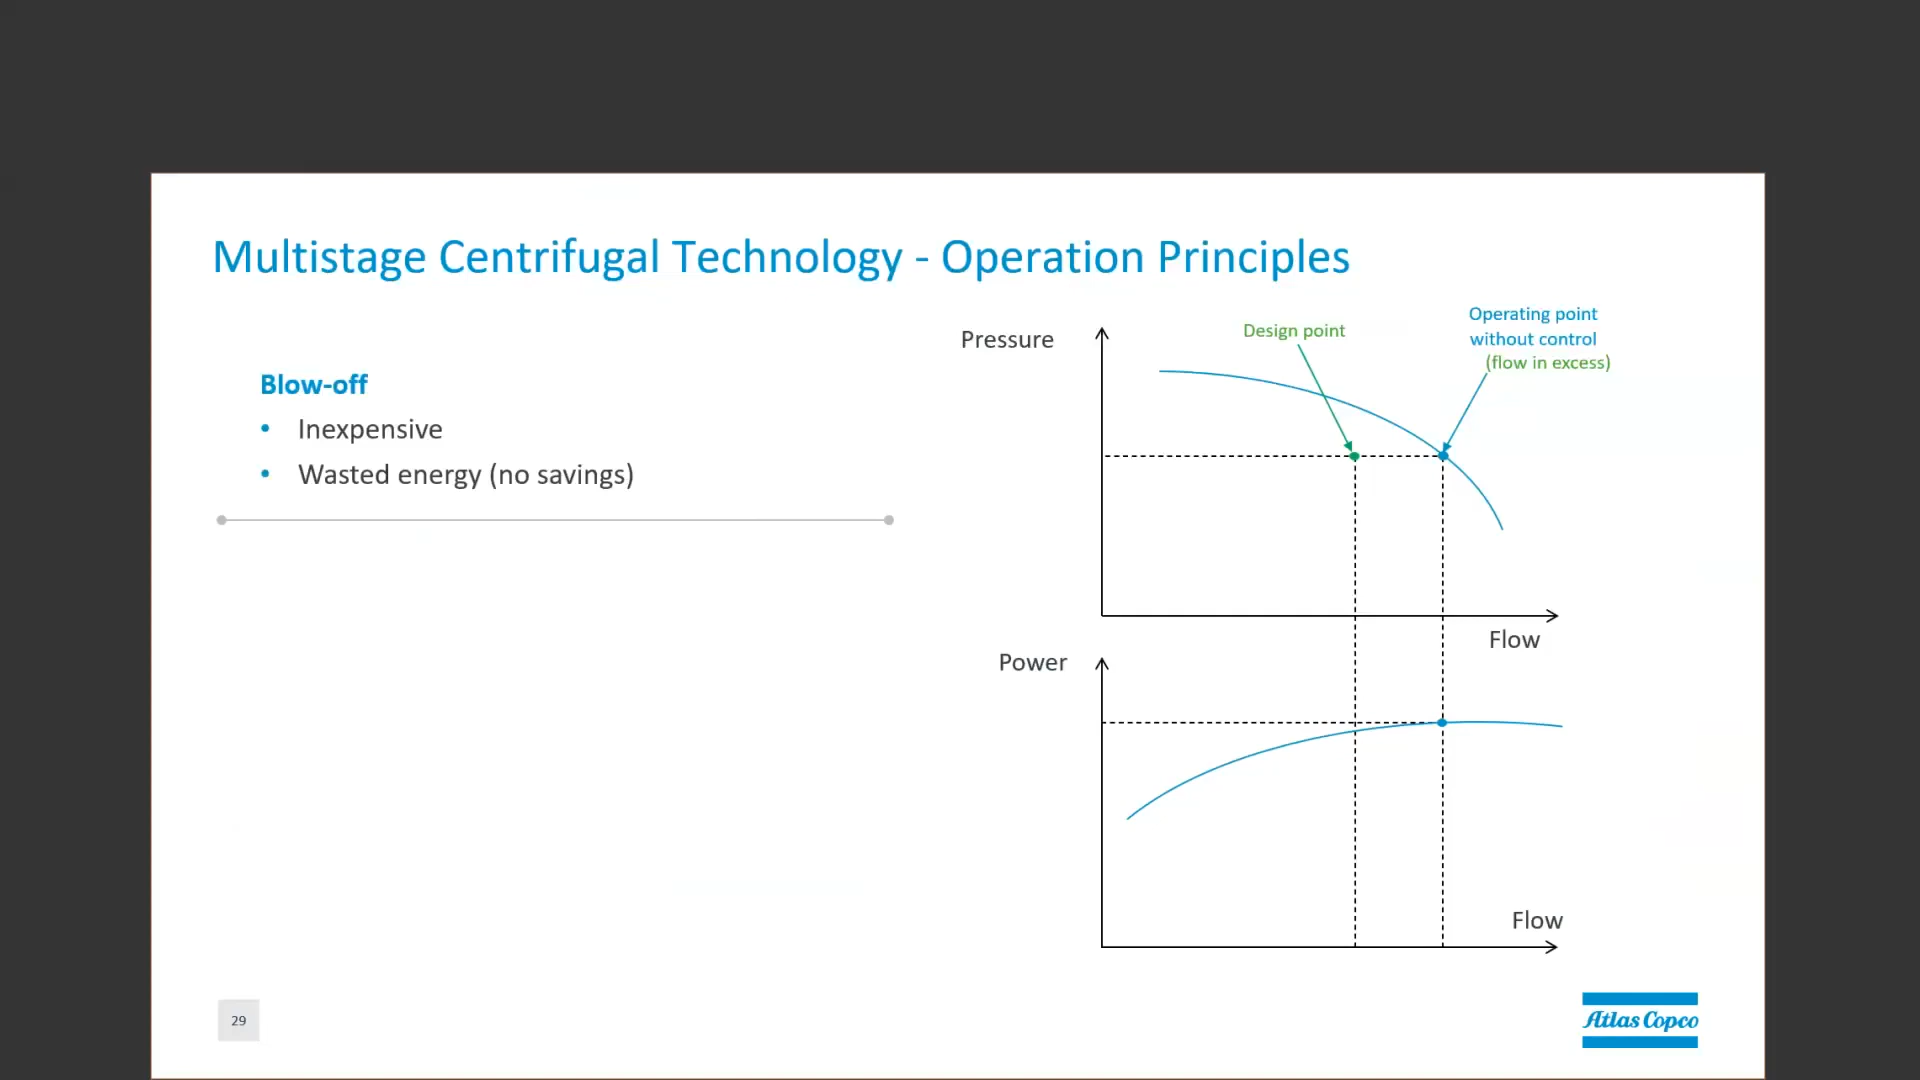 Multistage Centrifugal Technology - Operation Principles
Blow-off
• Inexpensive
• Wasted energy (no savings)
Pressure
Design point
Operating point
without control
(flow in excess)
Flow
Power
Flow
29
Atlas Copco